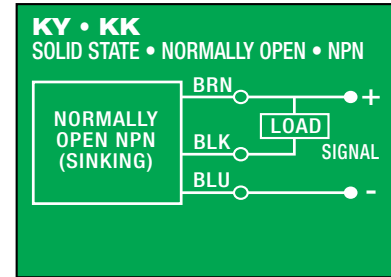 KY • KK
SOLID STATE • NORMALLY OPEN • NPN
BRN
+
NORMALLY
OPEN NPN
(SINKING)
LOAD
BLK
SIGNAL
BLU
-